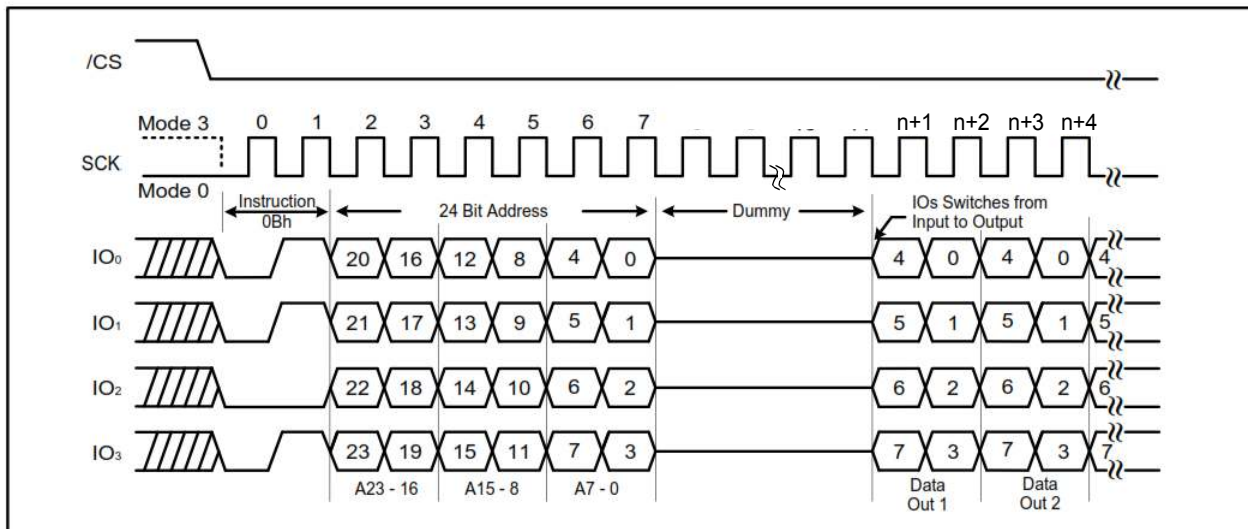 /CS
Mode 3 0 1 2 3 4 5 6 7 n+1 n+2 n+3 n+4
SCK
Mode 0
Instruction
0Bh
24 Bit Address
Dummy
IOs Switches from
Input to Output
IO₀ 20 16 12 8 4 0 4 0 4 0 4
IO₁ 21 17 13 9 5 1 5 1 5 1 5
IO₂ 22 18 14 10 6 2 6 2 6 2 6
IO₃ 23 19 15 11 7 3 7 3 7 3 7
A23 - 16 A15 - 8 A7 - 0
Data
Out 1
Data
Out 2